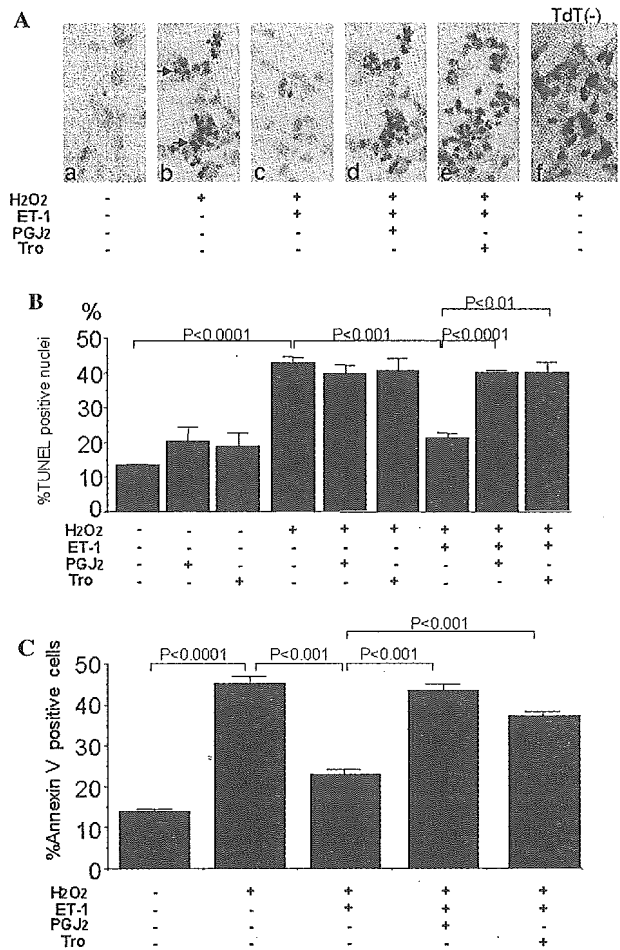 A
TdT(-)
a b c d e f
H2O2 - + + + + +
ET-1 - - + + + -
PGJ2 - - - + - -
Tro - - - - + -
B
%
P<0.01
P<0.0001 P<0.001 P<0.0001
%TUNEL positive nuclei
50
40
30
20
10
0
H2O2 - - - + + + + + +
ET-1 - - - - - - + + +
PGJ2 - + - - + - - + -
Tro - - + - - + - - +
C
P<0.001
P<0.0001 P<0.001 P<0.001
%Annexin V positive cells
50
40
30
20
10
0
H2O2 - + + + +
ET-1 - - + + +
PGJ2 - - - + -
Tro - - - - +